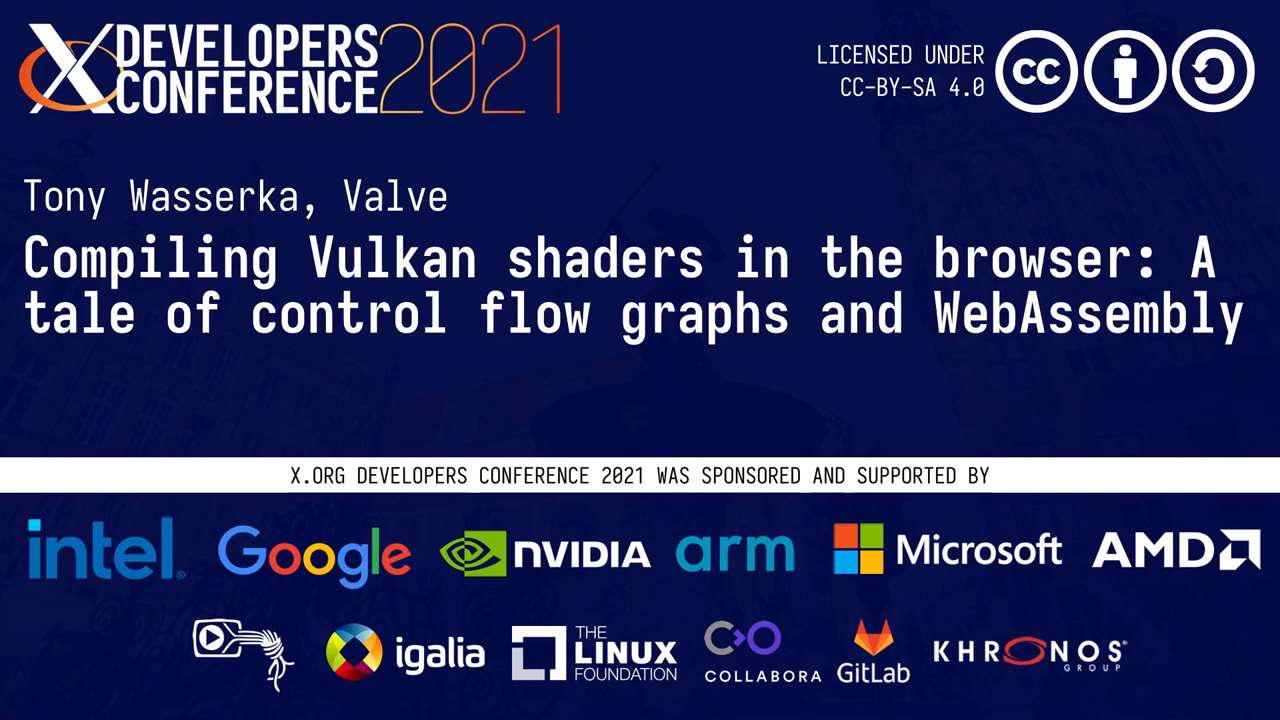 X DEVELOPERS
CONFERENCE 2021
LICENSED UNDER
CC-BY-SA 4.0
cc
Tony Wasserka, Valve
Compiling Vulkan shaders in the browser: A
tale of control flow graphs and WebAssembly
X.ORG DEVELOPERS CONFERENCE 2021 WAS SPONSORED AND SUPPORTED BY
intel®
Google
NVIDIA
arm
Microsoft
AMD
igalia
THE
LINUX
FOUNDATION
COLLABORA
GitLab
KHRONOS®
GROUP